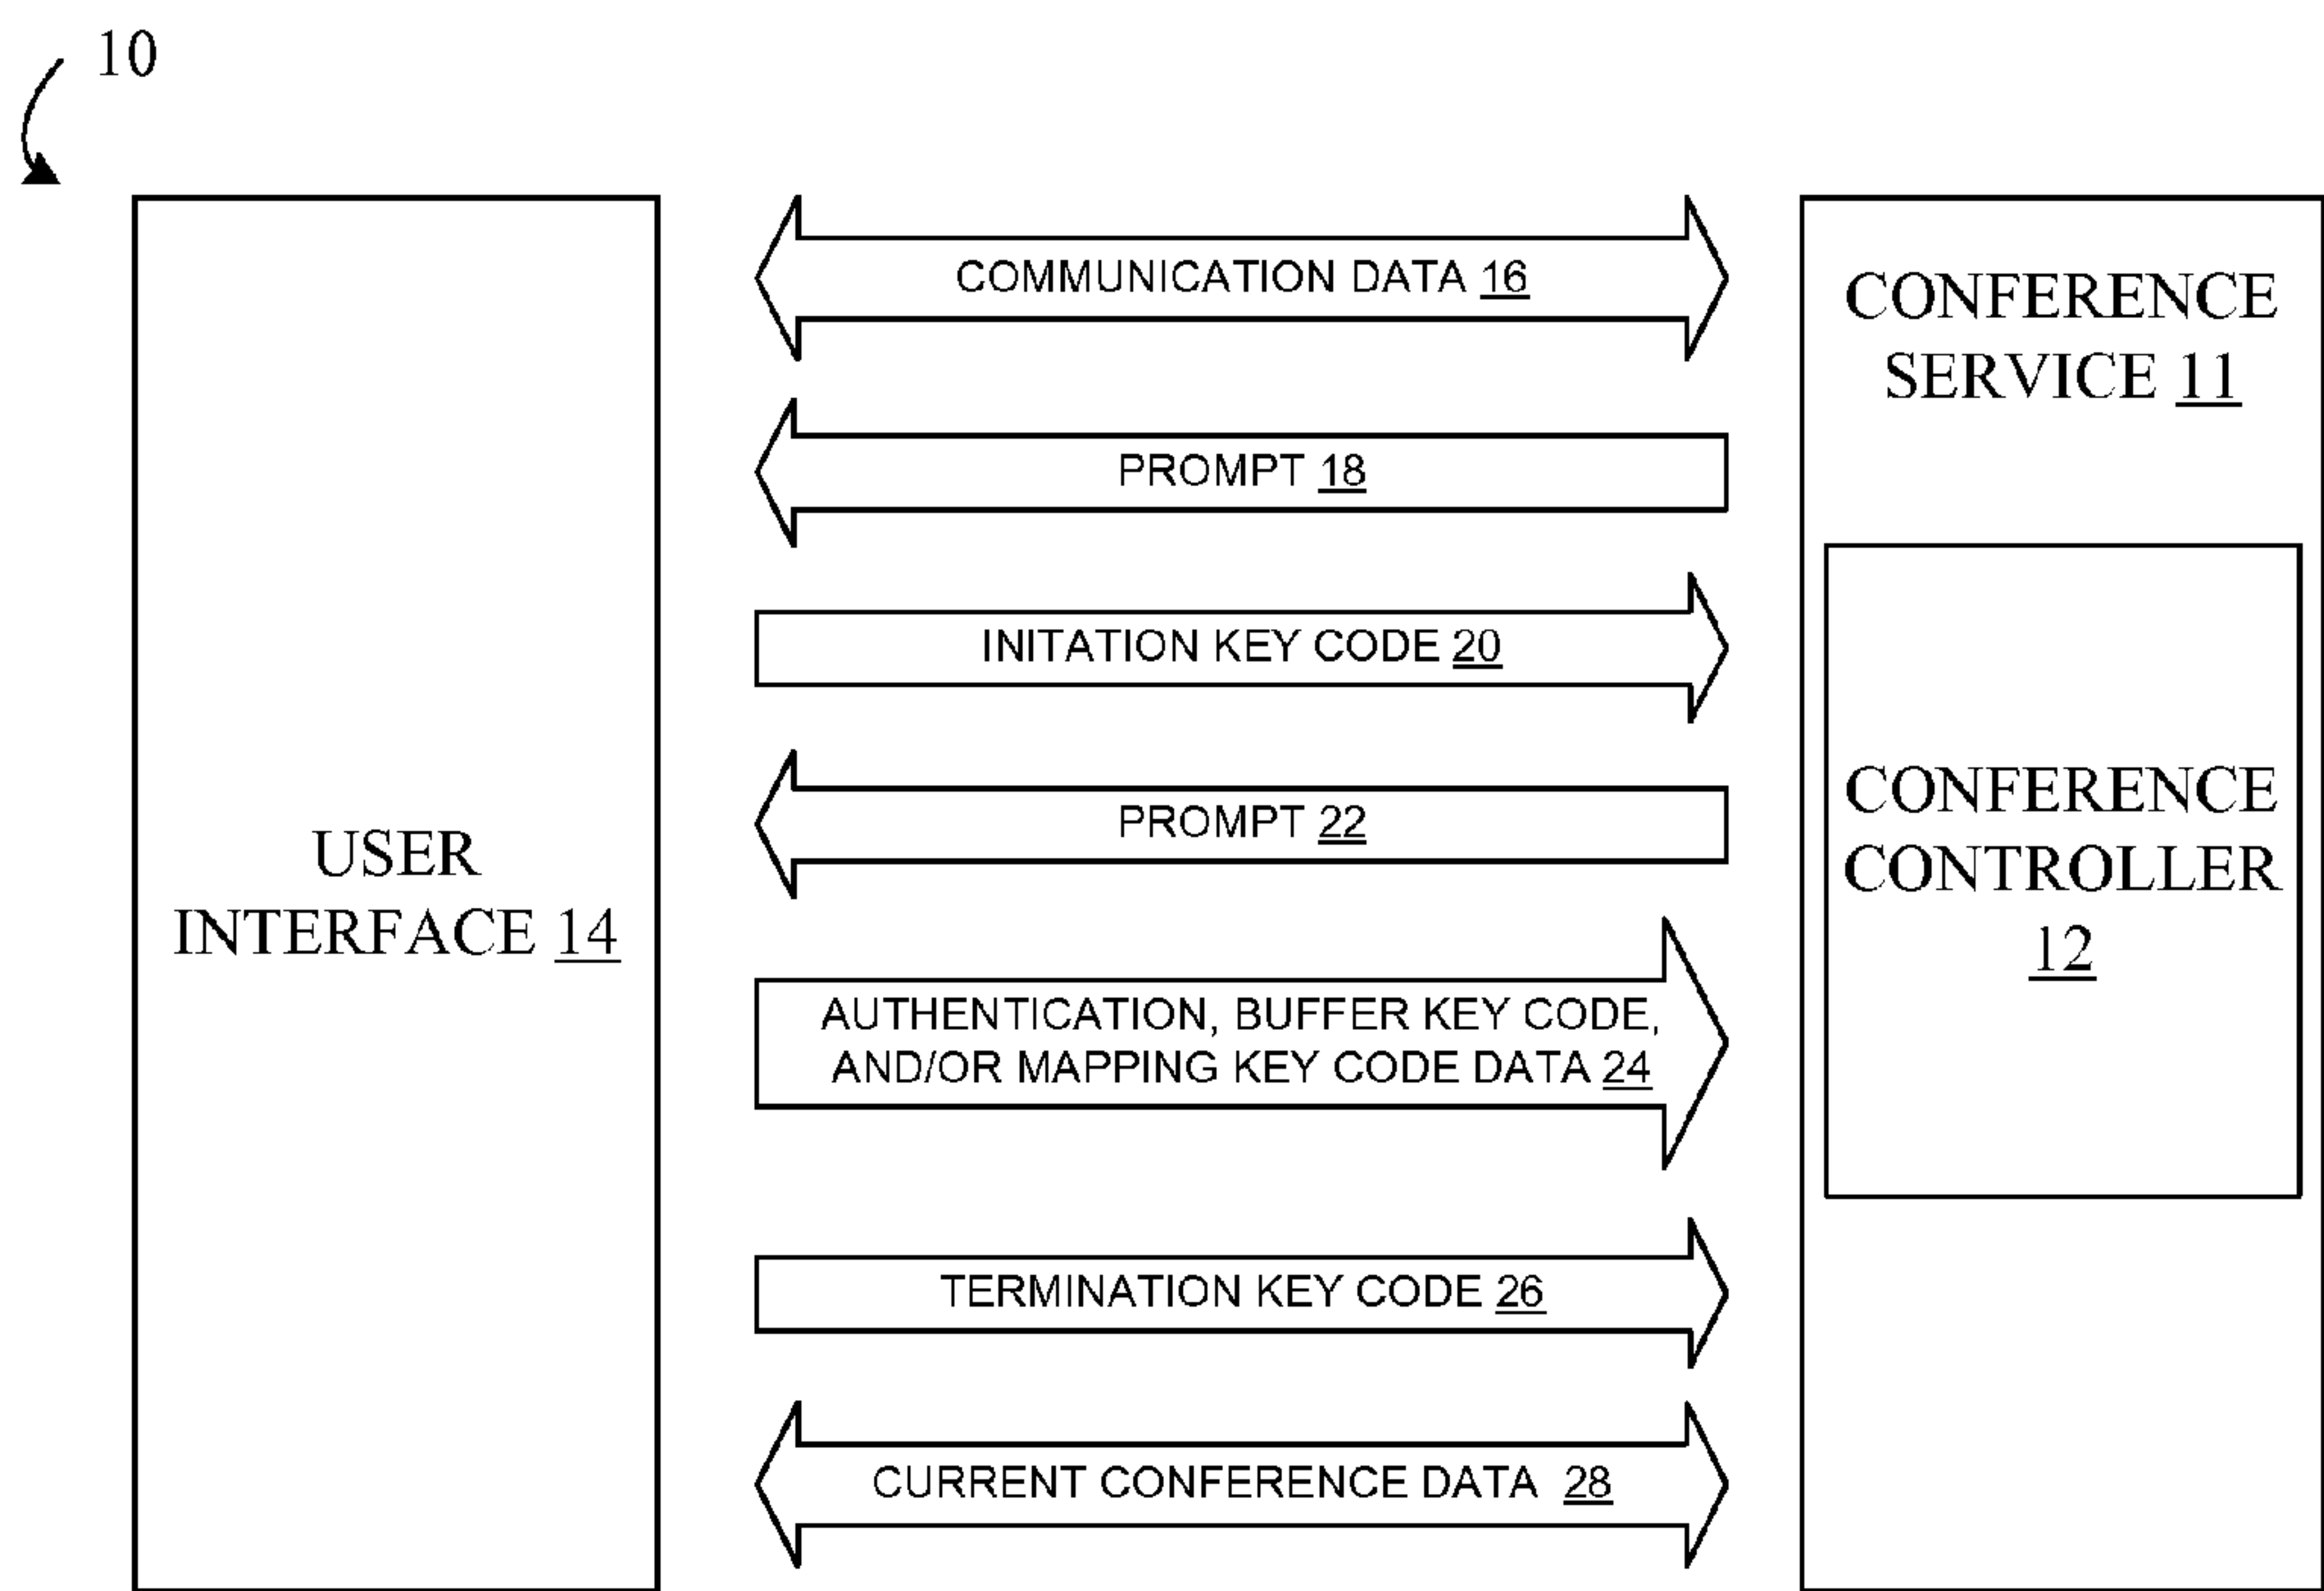 10
COMMUNICATION DATA 16
CONFERENCE
SERVICE 11
PROMPT 18
INITATION KEY CODE 20
PROMPT 22
CONFERENCE
CONTROLLER
12
USER
INTERFACE 14
AUTHENTICATION, BUFFER KEY CODE,
AND/OR MAPPING KEY CODE DATA 24
TERMINATION KEY CODE 26
CURRENT CONFERENCE DATA 28